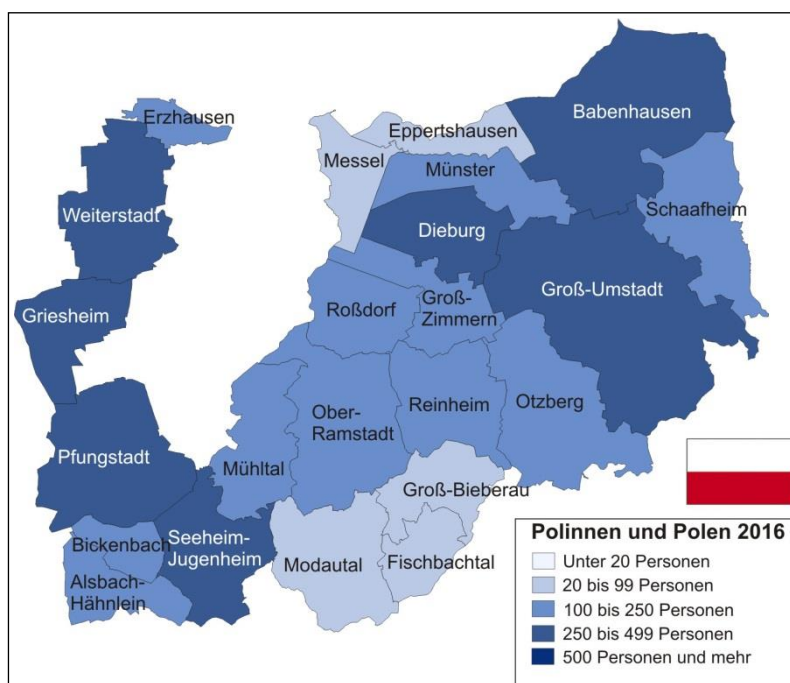 Erzhausen
Babenhausen
Eppertshausen
Messel
Münster
Weiterstadt
Schaafheim
Dieburg
Groß-Umstadt
Griesheim
Roßdorf
Groß-
Zimmern
Otzberg
Reinheim
Ober-
Ramstadt
Pfungstadt
Mühltal
Groß-Bieberau
Bickenbach
Seeheim-
Jugenheim
Modautal
Fischbachtal
Alsbach-
Hähnlein
Polinnen und Polen 2016
Unter 20 Personen
20 bis 99 Personen
100 bis 250 Personen
250 bis 499 Personen
500 Personen und mehr